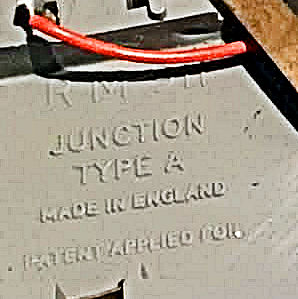 JUNCTION
TYPE A
MADE IN ENGLAND
PATENT APPLIED FOR